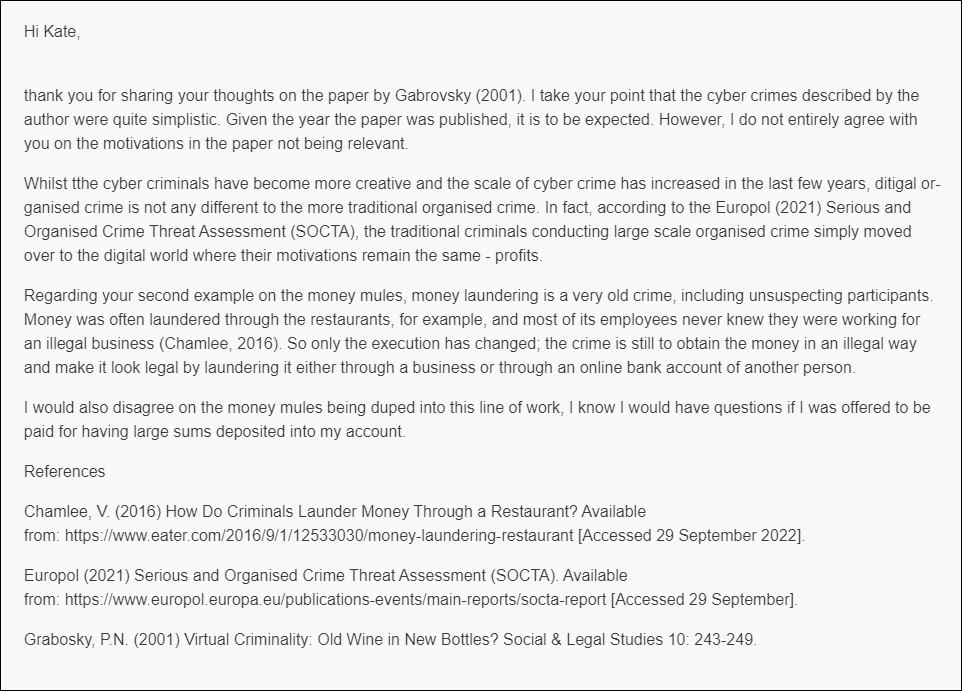 Hi Kate,
thank you for sharing your thoughts on the paper by Gabrovsky (2001). I take your point that the cyber crimes described by the
author were quite simplistic. Given the year the paper was published, it is to be expected. However, I do not entirely agree with
you on the motivations in the paper not being relevant.
Whilst tthe cyber criminals have become more creative and the scale of cyber crime has increased in the last few years, ditigal or-
ganised crime is not any different to the more traditional organised crime. In fact, according to the Europol (2021) Serious and
Organised Crime Threat Assessment (SOCTA), the traditional criminals conducting large scale organised crime simply moved
over to the digital world where their motivations remain the same - profits.
Regarding your second example on the money mules, money laundering is a very old crime, including unsuspecting participants.
Money was often laundered through the restaurants, for example, and most of its employees never knew they were working for
an illegal business (Chamlee, 2016). So only the execution has changed; the crime is still to obtain the money in an illegal way
and make it look legal by laundering it either through a business or through an online bank account of another person.
I would also disagree on the money mules being duped into this line of work, I know I would have questions if I was offered to be
paid for having large sums deposited into my account.
References
Chamlee, V. (2016) How Do Criminals Launder Money Through a Restaurant? Available
from: https://www.eater.com/2016/9/1/12533030/money-laundering-restaurant [Accessed 29 September 2022].
Europol (2021) Serious and Organised Crime Threat Assessment (SOCTA). Available
from: https://www.europol.europa.eu/publications-events/main-reports/socta-report [Accessed 29 September].
Grabosky, P.N. (2001) Virtual Criminality: Old Wine in New Bottles? Social & Legal Studies 10: 243-249.